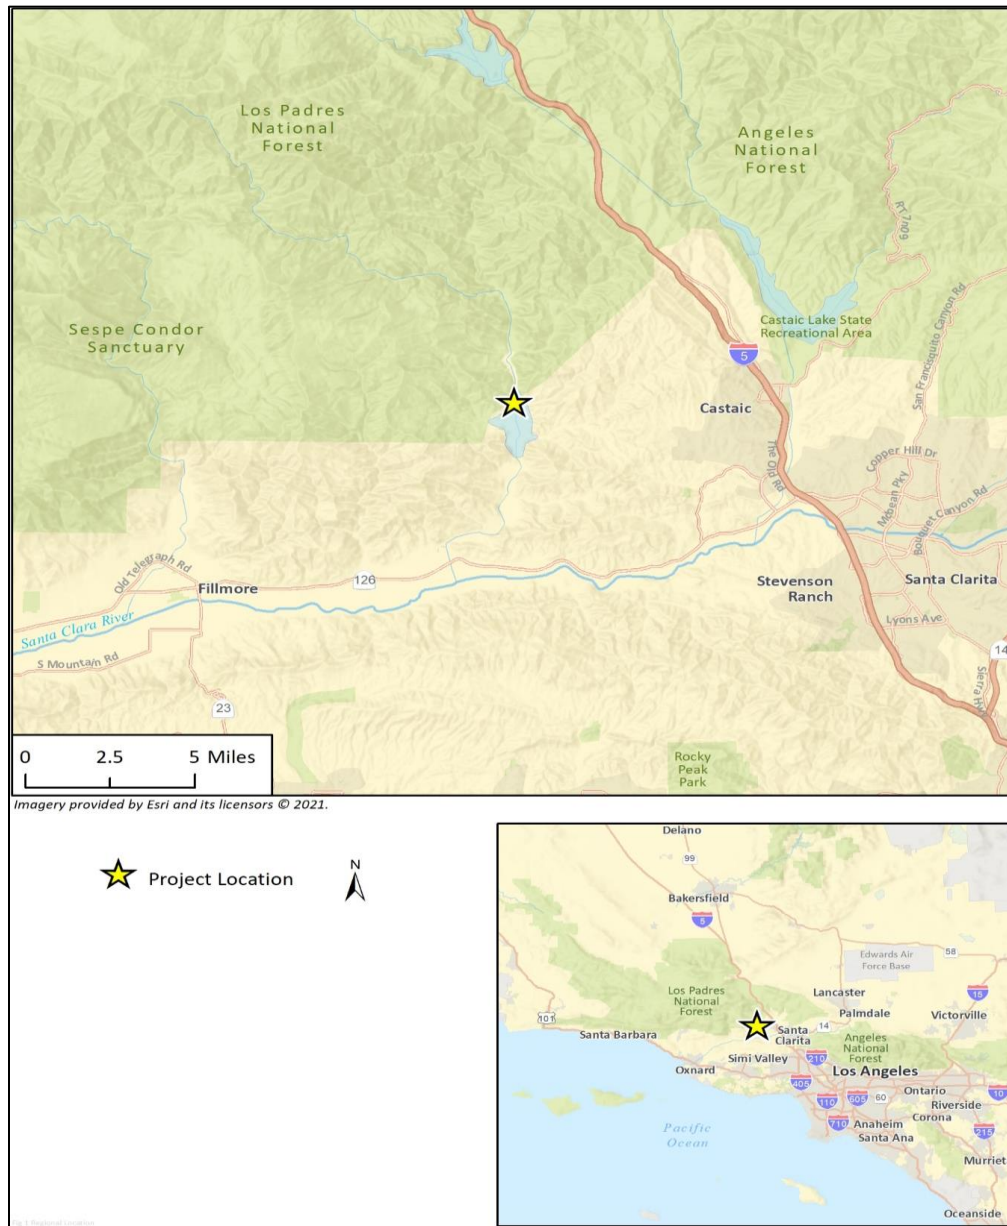 Los Padres
National
Forest
Angeles
National
Forest
RT 7n09
Sespe Condor
Sanctuary
Castaic Lake State
Recreational Area
San Francisquito Canyon Rd
5
Castaic
The Old Rd
Copper Hill Dr
Mcbean Pky
Bouquet Canyon Rd
Old Telegraph Rd
Fillmore
126
Stevenson
Ranch
Santa Clarita
Santa Clara River
Lyons Ave
S Mountain Rd
14
23
Rocky
Peak
Park
0 2.5 5 Miles
Imagery provided by Esri and its licensors © 2021.
Project Location
N
Delano
99
Bakersfield
5
58
Edwards Air
Force Base
Los Padres
National
Forest
Lancaster
Palmdale
15
Victorville
101
Santa Barbara
Santa
Clarita
14
Angeles
National
Forest
Simi Valley
210
Oxnard
Los Angeles
405
Ontario
10
110
605
60
Riverside
Corona
710
Anaheim
215
Santa Ana
Pacific
Ocean
Murriet
Oceanside
Fig 1 Regional Location